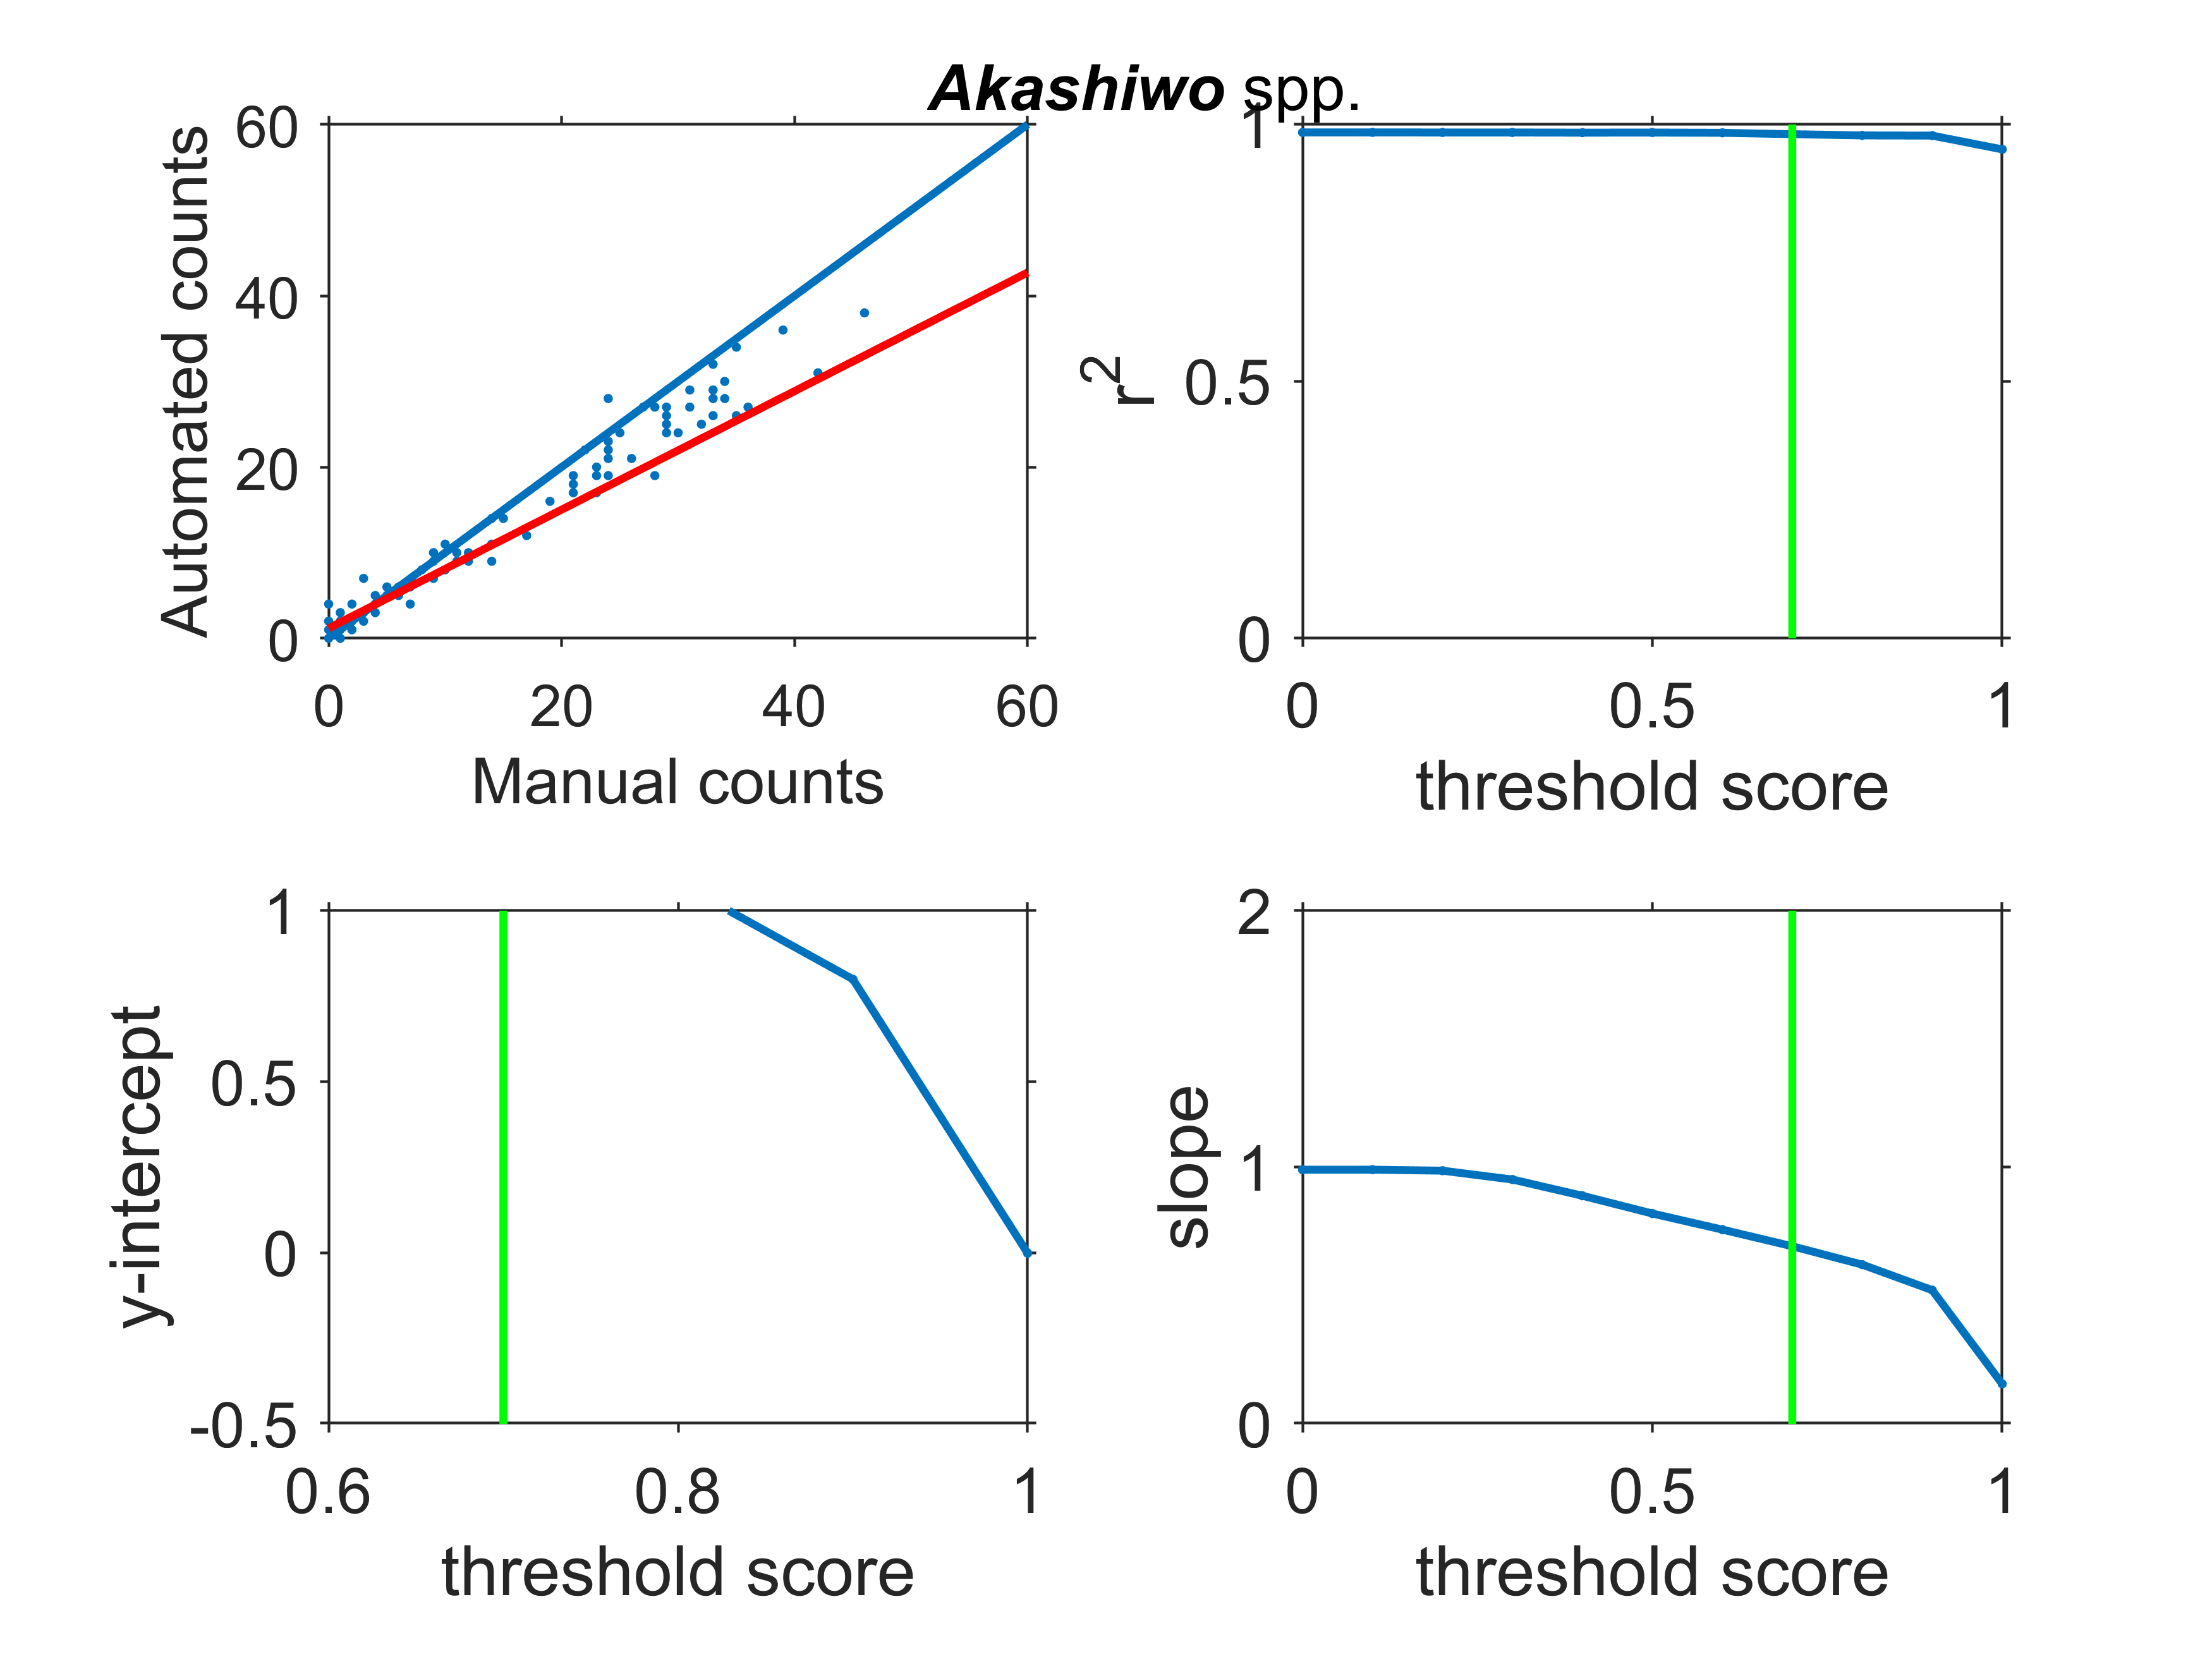 Akashiwo spp.
60
40
20
0
Automated counts
0 20 40 60
Manual counts
1
0.5
0
r2
0 0.5 1
threshold score
1
0.5
0
-0.5
y-intercept
0.6 0.8 1
threshold score
2
1
0
slope
0 0.5 1
threshold score